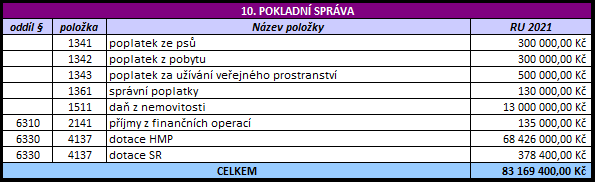 10. POKLADNÍ SPRÁVA
oddíl § položka Název položky RU 2021
1341 poplatek ze psů 300 000,00 Kč
1342 poplatek z pobytu 300 000,00 Kč
1343 poplatek za užívání veřejného prostranství 500 000,00 Kč
1361 správní poplatky 130 000,00 Kč
1511 daň z nemovitosti 13 000 000,00 Kč
6310 2141 příjmy z finančních operací 135 000,00 Kč
6330 4137 dotace HMP 68 426 000,00 Kč
6330 4137 dotace SR 378 400,00 Kč
CELKEM 83 169 400,00 Kč